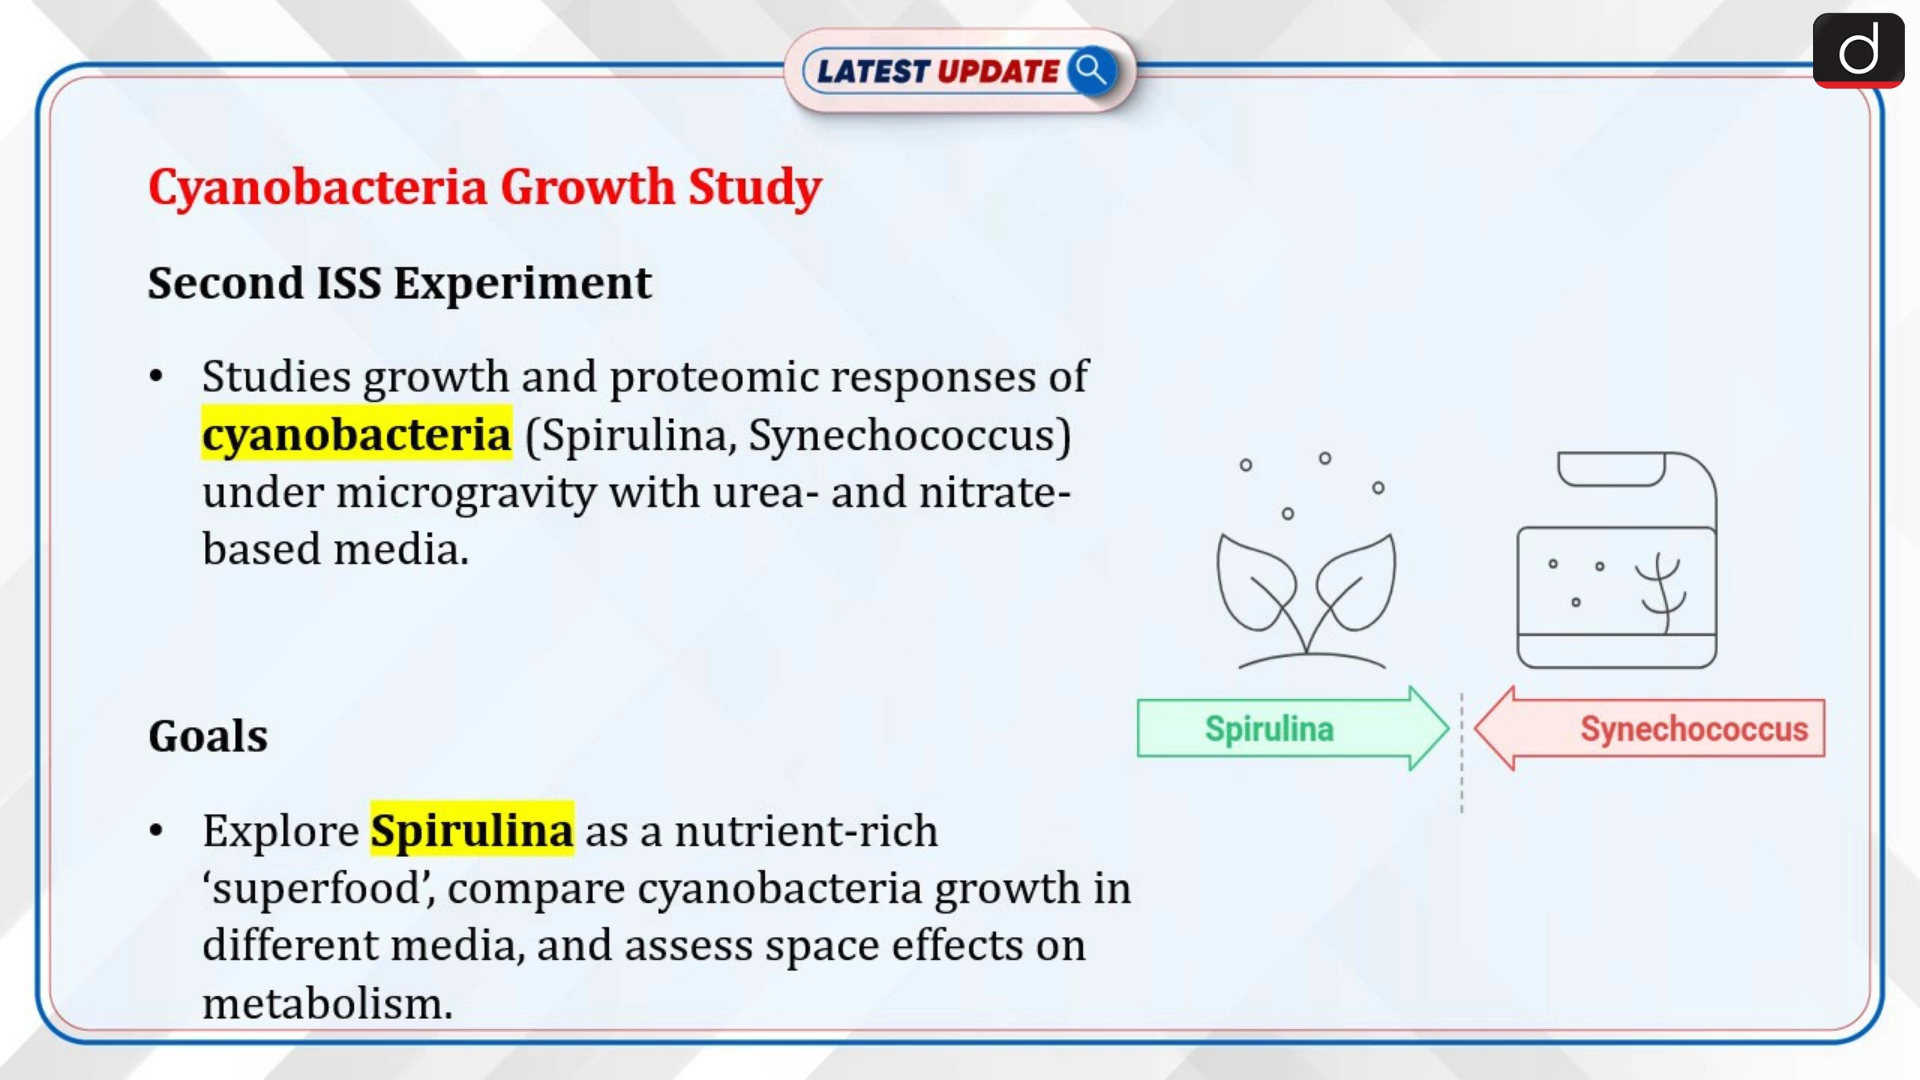 LATEST UPDATE
d
Cyanobacteria Growth Study
Second ISS Experiment
• Studies growth and proteomic responses of
cyanobacteria (Spirulina, Synechococcus)
under microgravity with urea- and nitrate-
based media.
Spirulina
Synechococcus
Goals
• Explore Spirulina as a nutrient-rich
‘superfood’, compare cyanobacteria growth in
different media, and assess space effects on
metabolism.